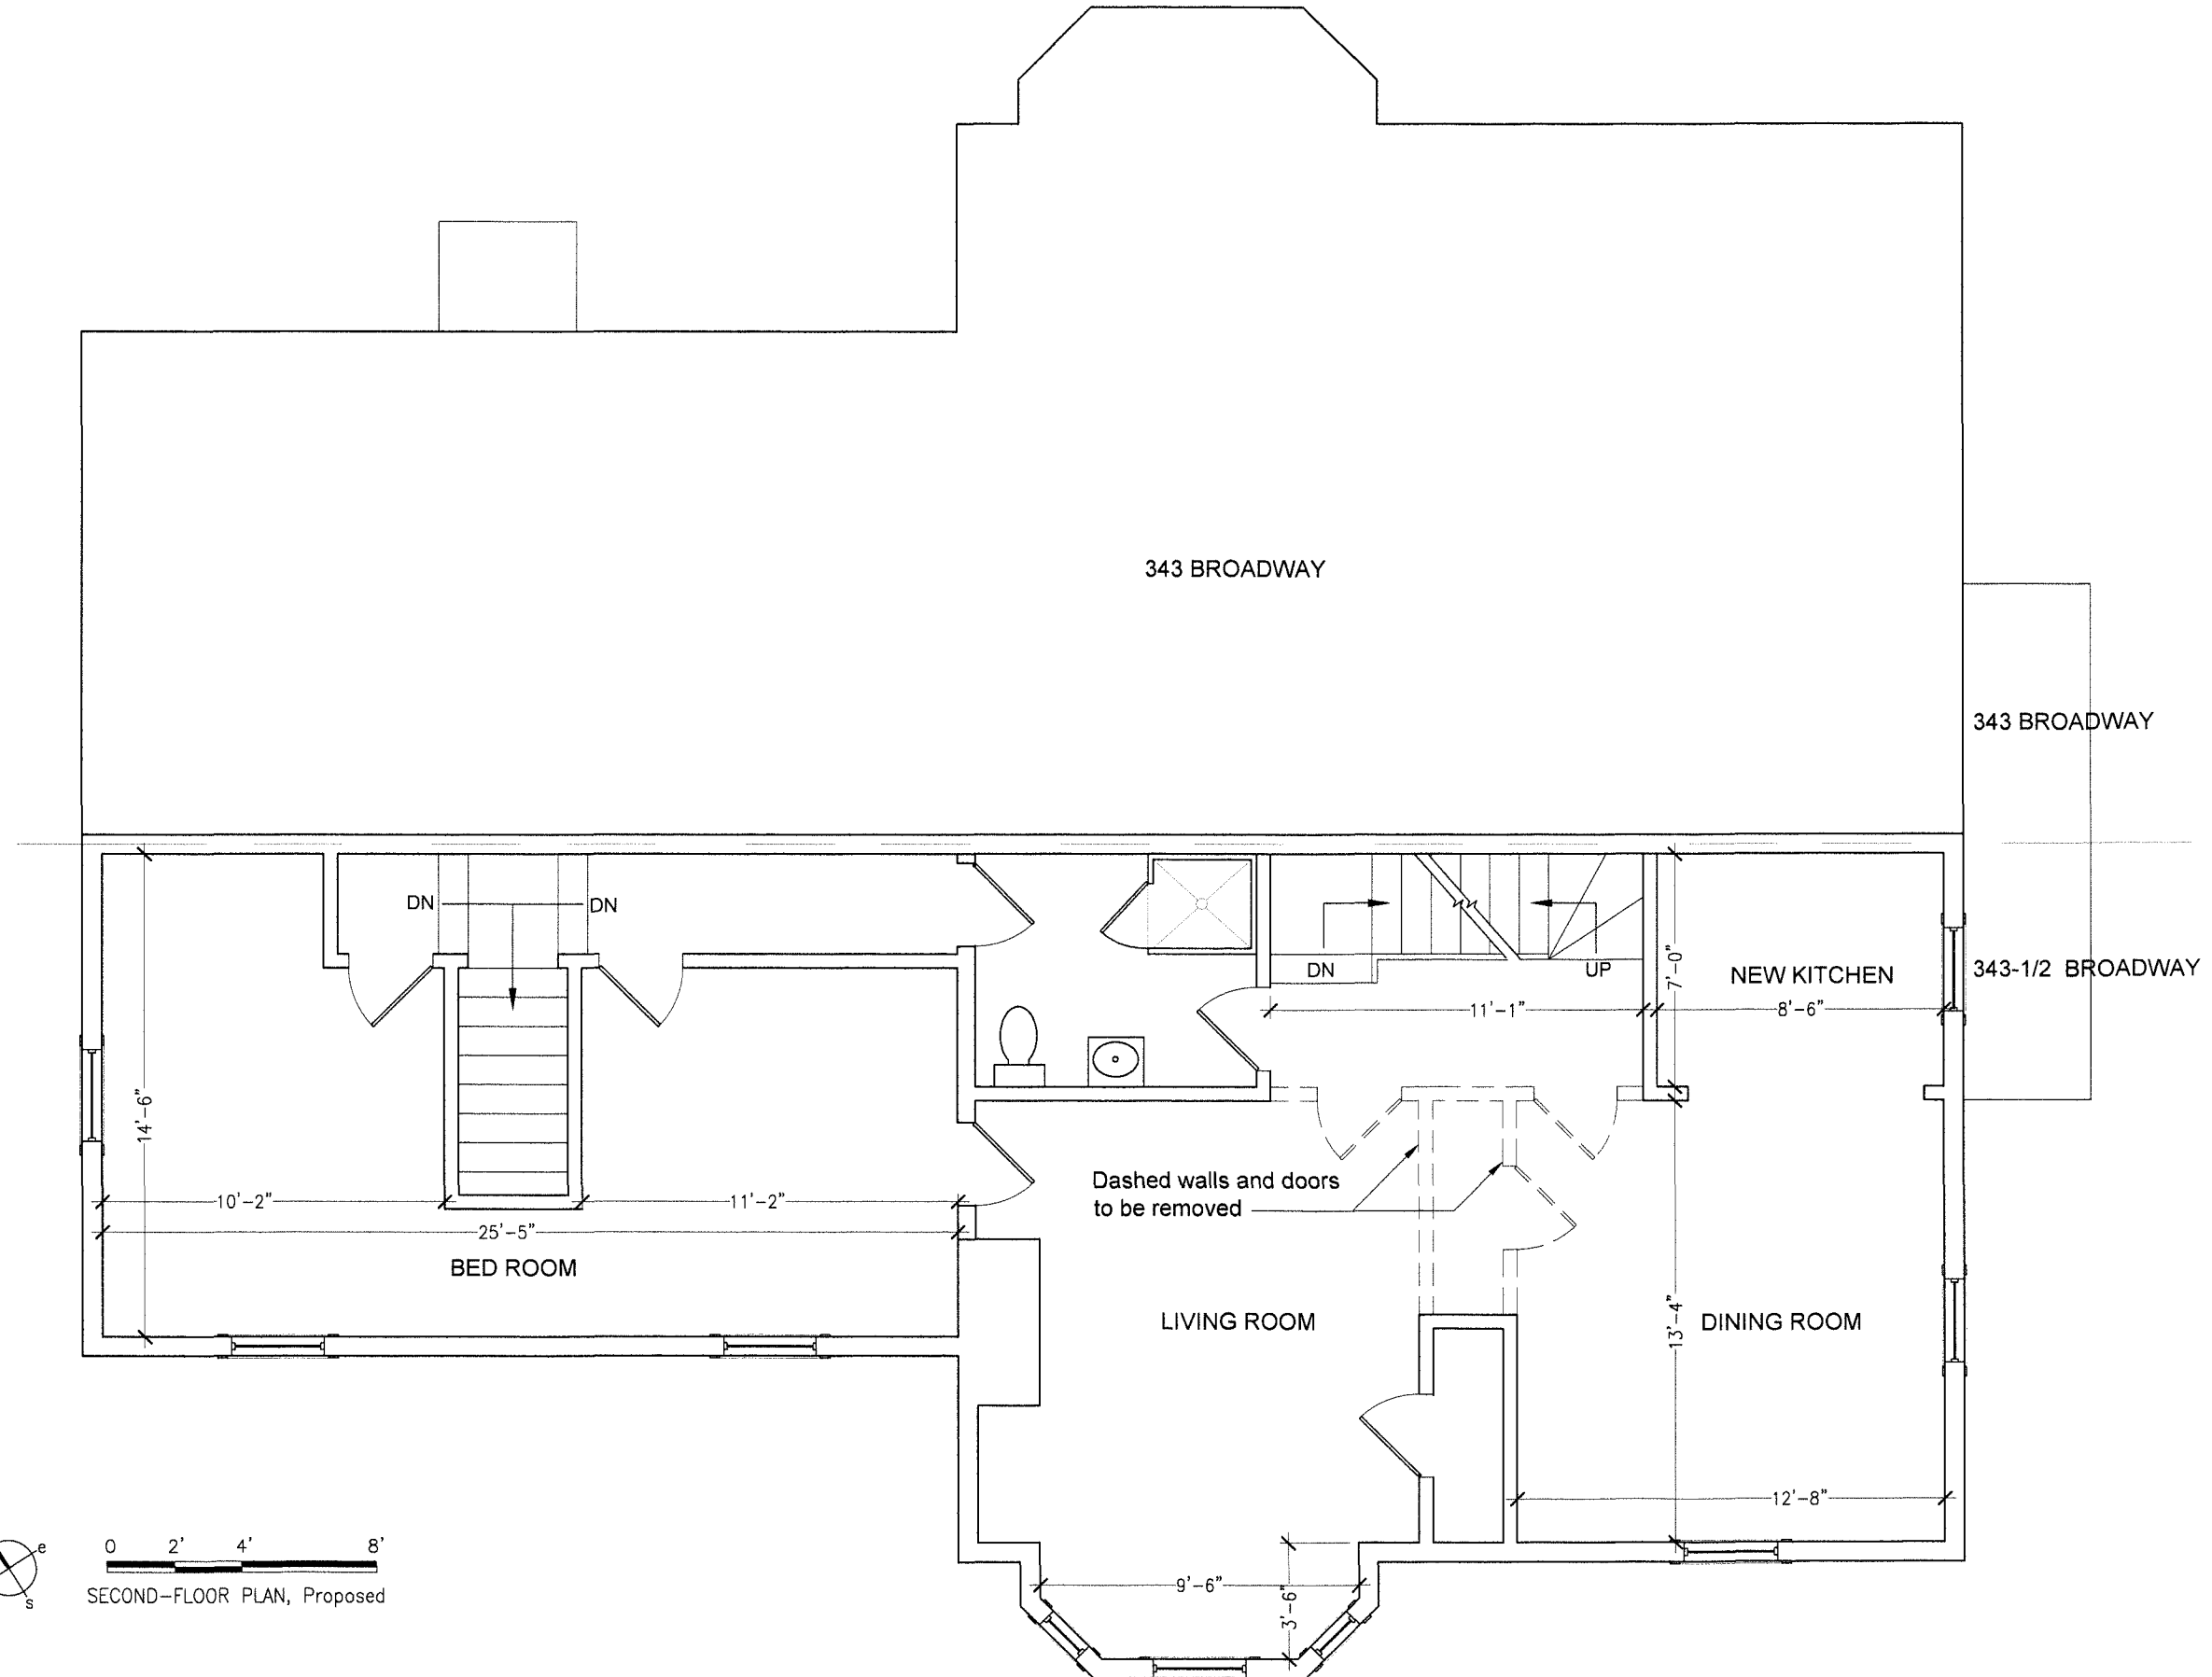 343 BROADWAY
343 BROADWAY
DN
DN
DN
UP
7'-0"
NEW KITCHEN
343-1/2 BROADWAY
11'-1"
8'-6"
14'-6"
Dashed walls and doors
to be removed
10'-2"
11'-2"
25'-5"
BED ROOM
LIVING ROOM
13'-4"
DINING ROOM
12'-8"
9'-6"
3'-6"
e
s
0 2' 4' 8'
SECOND-FLOOR PLAN, Proposed